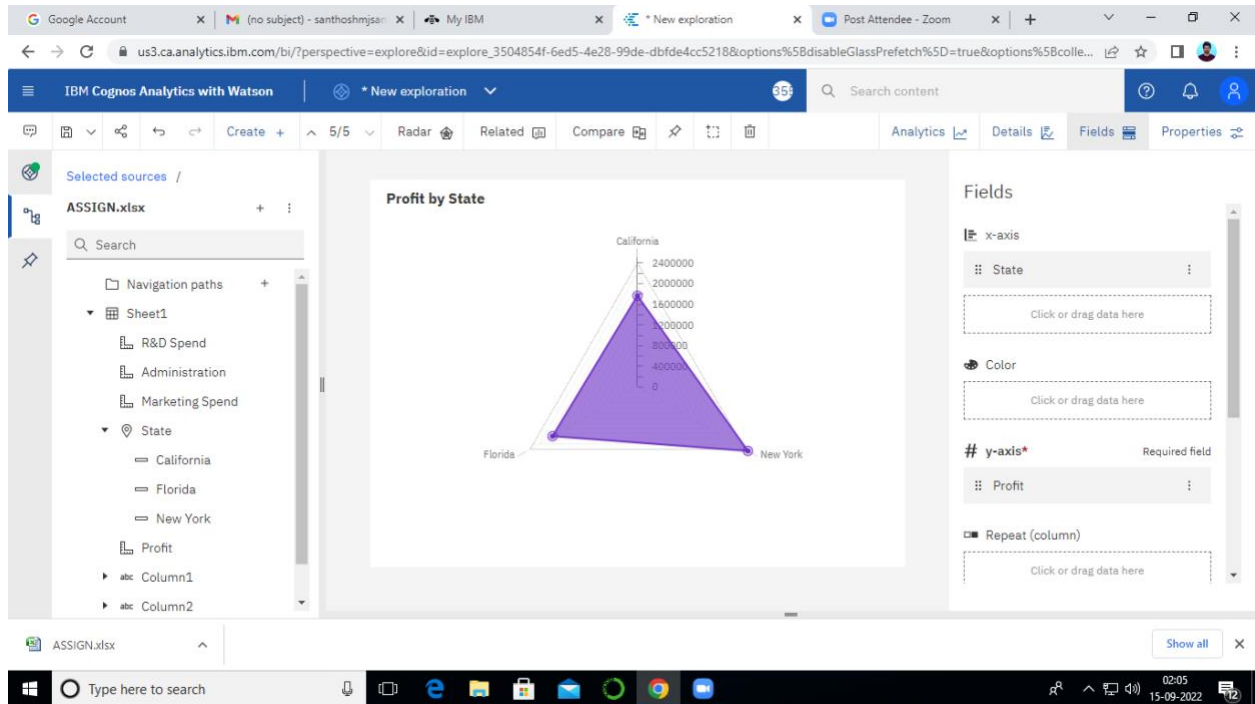 Google Account
(no subject) - santhoshmjsan
My IBM
* New exploration
Post Attendee - Zoom
us3.ca.analytics.ibm.com/bi/?perspective=explore&id=explore_3504854f-6ed5-4e28-99de-dbfde4cc5218&options%5BdisableGlassPrefetch%5D=true&options%5Bcolle...
IBM Cognos Analytics with Watson
* New exploration
Search content
Create +
5/5
Radar
Related
Compare
Analytics
Details
Fields
Properties
Selected sources /
ASSIGN.xlsx
Search
Navigation paths
Sheet1
R&D Spend
Administration
Marketing Spend
State
California
Florida
New York
Profit
abc Column1
abc Column2
Profit by State
California
2400000
2000000
1600000
1200000
800000
400000
0
Florida
New York
Fields
x-axis
State
Click or drag data here
Color
Click or drag data here
# y-axis* Required field
Profit
Repeat (column)
Click or drag data here
ASSIGN.xlsx
Show all
Type here to search
02:05
15-09-2022
12